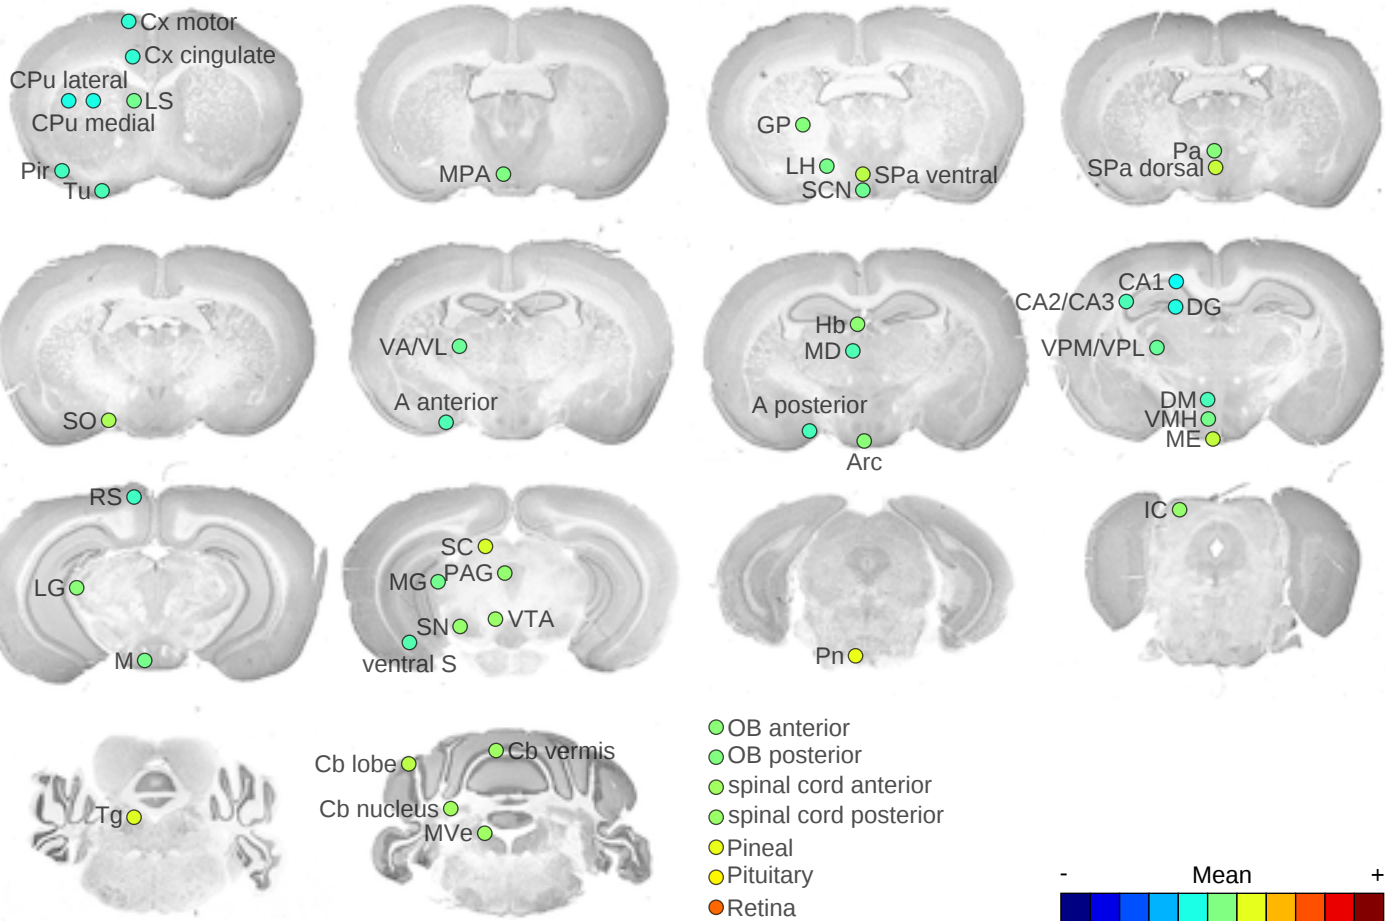 Cx motor
Cx cingulate
CPu lateral
LS
CPu medial
Pir
Tu
MPA
GP
LH
SPa ventral
SCN
Pa
SPa dorsal
SO
VA/VL
A anterior
Hb
MD
A posterior
Arc
CA1
CA2/CA3
DG
VPM/VPL
DM
VMH
ME
RS
LG
M
SC
PAG
MG
VTA
SN
ventral S
Pn
IC
Tg
Cb vermis
Cb lobe
Cb nucleus
MVe
OB anterior
OB posterior
spinal cord anterior
spinal cord posterior
Pineal
Pituitary
Retina
- Mean +